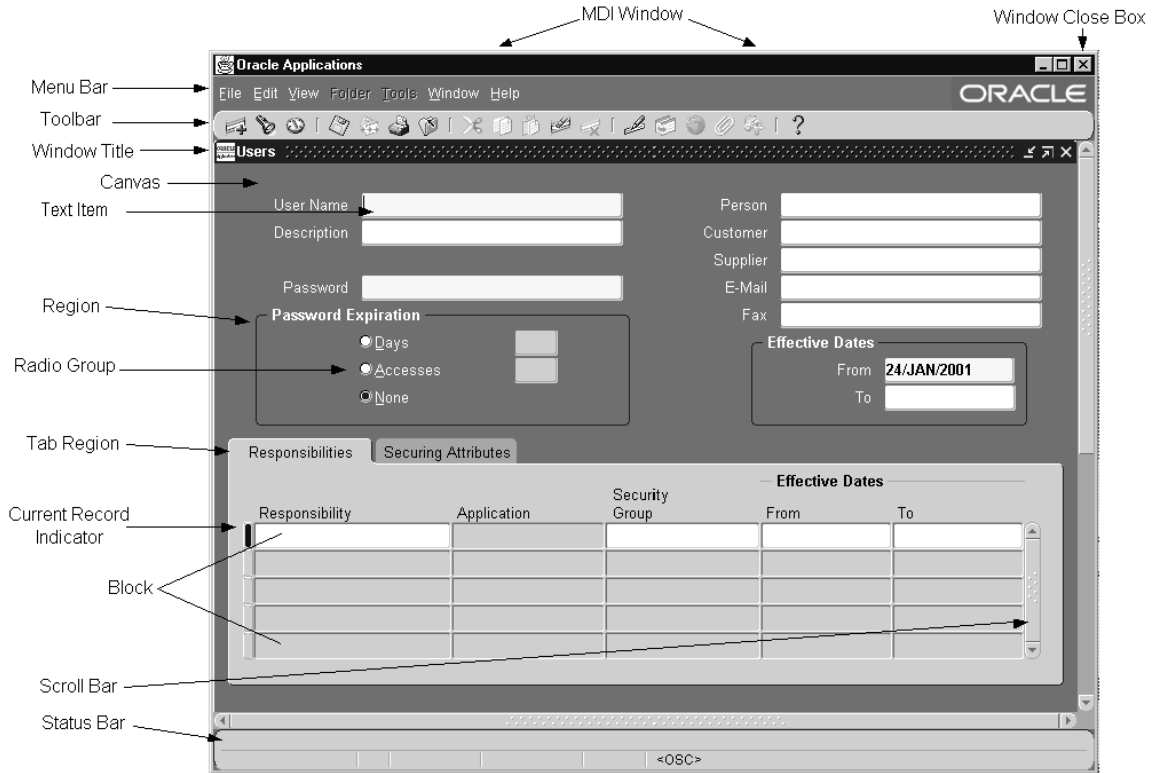 MDI Window
Window Close Box
Oracle Applications
Menu Bar
File Edit View Folder Tools Window Help
ORACLE
Toolbar
?
Window Title
Users
Canvas
Text Item
User Name
Person
Description
Customer
Supplier
Password
E-Mail
Region
Password Expiration
Fax
Days
Effective Dates
Radio Group
Accesses
From 24/JAN/2001
None
To
Tab Region
Responsibilities
Securing Attributes
Effective Dates
Current Record
Indicator
Responsibility
Application
Security
Group
From
To
Block
Scroll Bar
Status Bar
<OSC>